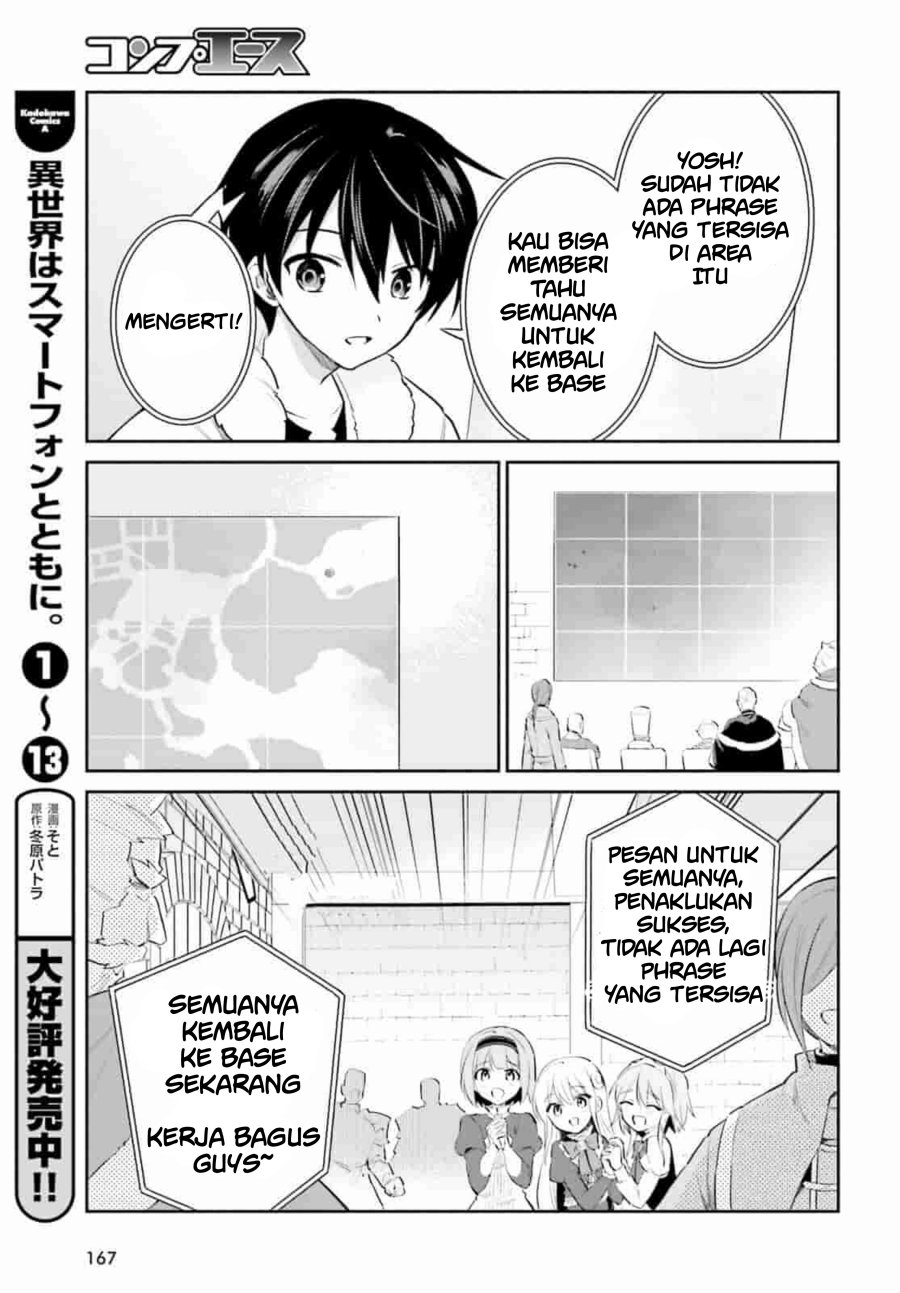 コンプ・エース
Kadokawa
Comics
A
異世界はスマートフォンとともに。
1
〜
13
漫画 そと
原作 冬原パトラ
大好評発売中!!
YOSH!
SUDAH TIDAK
ADA PHRASE
YANG TERSISA
DI AREA
ITU
KAU BISA
MEMBERI
TAHU
SEMUANYA
UNTUK
KEMBALI
KE BASE
MENGERTI!
PESAN UNTUK
SEMUANYA,
PENAKLUKAN
SUKSES,
TIDAK ADA LAGI
PHRASE
YANG TERSISA
SEMUANYA
KEMBALI
KE BASE
SEKARANG
KERJA BAGUS
GUYS~
167